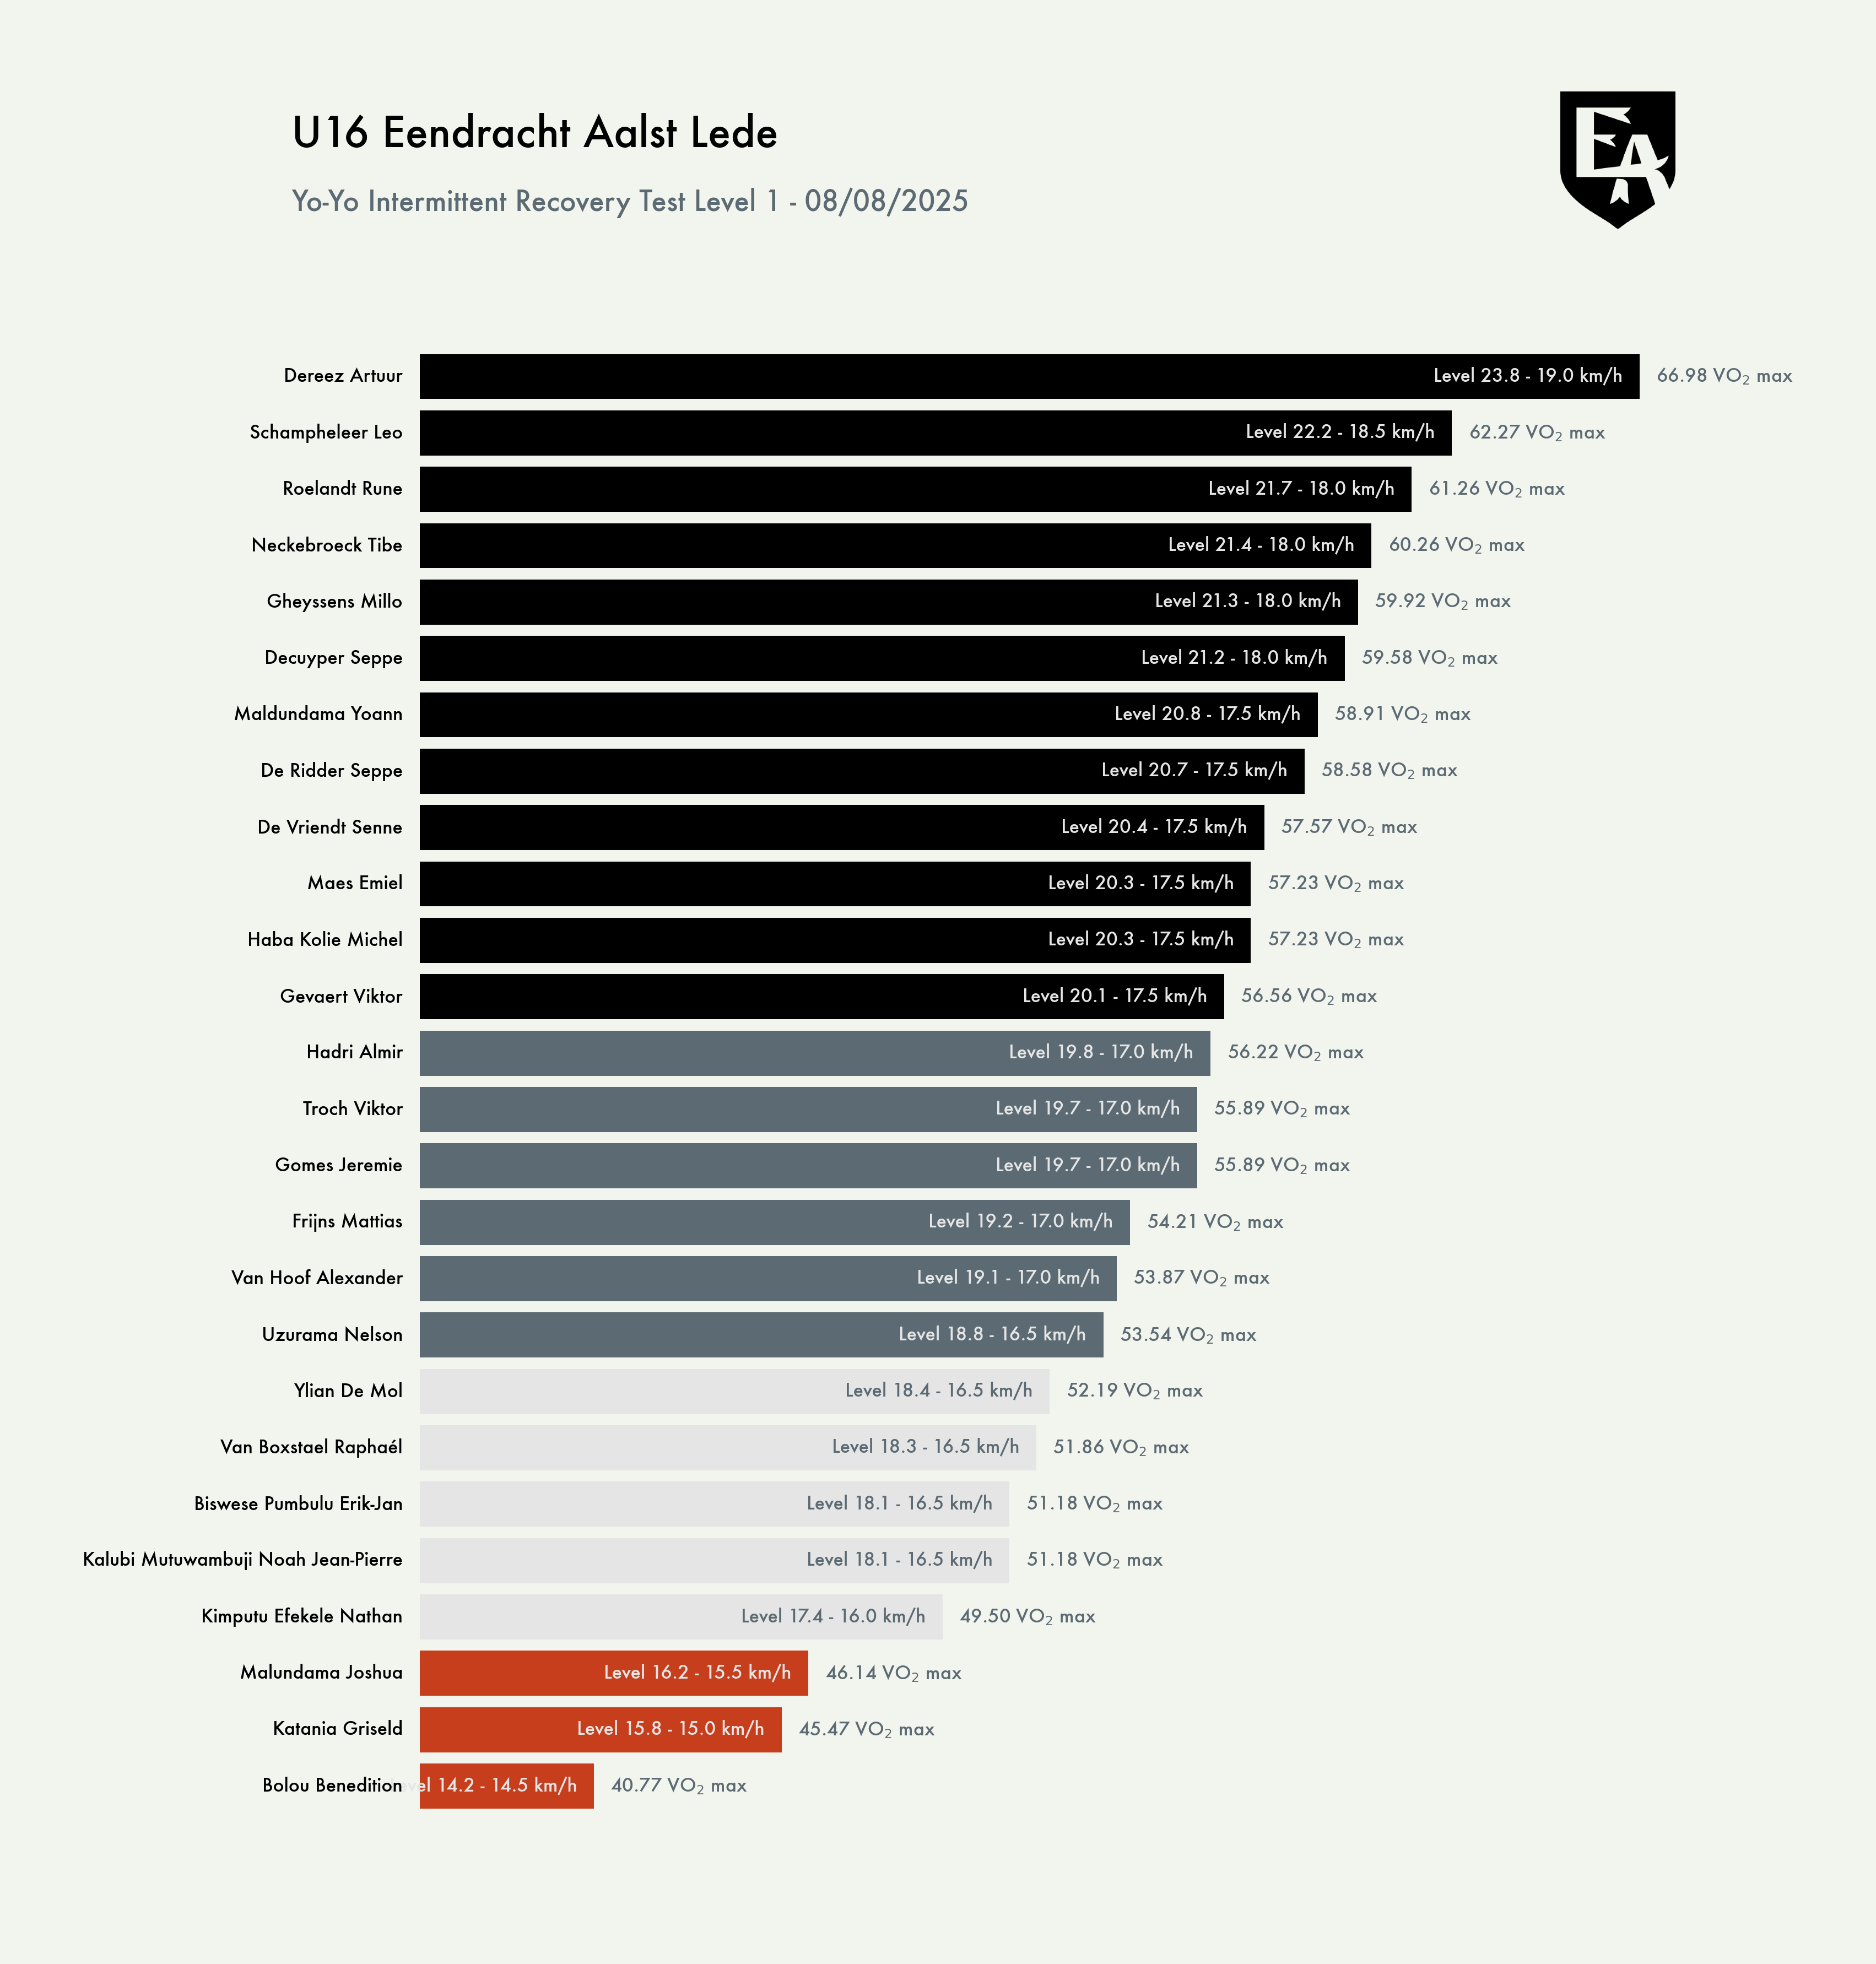 U16 Eendracht Aalst Lede
Yo-Yo Intermittent Recovery Test Level 1 - 08/08/2025
EA
Dereez Artuur Level 23.8 - 19.0 km/h 66.98 VO₂ max
Schampheleer Leo Level 22.2 - 18.5 km/h 62.27 VO₂ max
Roelandt Rune Level 21.7 - 18.0 km/h 61.26 VO₂ max
Neckebroeck Tibe Level 21.4 - 18.0 km/h 60.26 VO₂ max
Gheyssens Millo Level 21.3 - 18.0 km/h 59.92 VO₂ max
Decuyper Seppe Level 21.2 - 18.0 km/h 59.58 VO₂ max
Maldundama Yoann Level 20.8 - 17.5 km/h 58.91 VO₂ max
De Ridder Seppe Level 20.7 - 17.5 km/h 58.58 VO₂ max
De Vriendt Senne Level 20.4 - 17.5 km/h 57.57 VO₂ max
Maes Emiel Level 20.3 - 17.5 km/h 57.23 VO₂ max
Haba Kolie Michel Level 20.3 - 17.5 km/h 57.23 VO₂ max
Gevaert Viktor Level 20.1 - 17.5 km/h 56.56 VO₂ max
Hadri Almir Level 19.8 - 17.0 km/h 56.22 VO₂ max
Troch Viktor Level 19.7 - 17.0 km/h 55.89 VO₂ max
Gomes Jeremie Level 19.7 - 17.0 km/h 55.89 VO₂ max
Frijns Mattias Level 19.2 - 17.0 km/h 54.21 VO₂ max
Van Hoof Alexander Level 19.1 - 17.0 km/h 53.87 VO₂ max
Uzurama Nelson Level 18.8 - 16.5 km/h 53.54 VO₂ max
Ylian De Mol Level 18.4 - 16.5 km/h 52.19 VO₂ max
Van Boxstael Raphaél Level 18.3 - 16.5 km/h 51.86 VO₂ max
Biswese Pumbulu Erik-Jan Level 18.1 - 16.5 km/h 51.18 VO₂ max
Kalubi Mutuwambuji Noah Jean-Pierre Level 18.1 - 16.5 km/h 51.18 VO₂ max
Kimputu Efekele Nathan Level 17.4 - 16.0 km/h 49.50 VO₂ max
Malundama Joshua Level 16.2 - 15.5 km/h 46.14 VO₂ max
Katania Griseld Level 15.8 - 15.0 km/h 45.47 VO₂ max
Bolou Benedition evel 14.2 - 14.5 km/h 40.77 VO₂ max